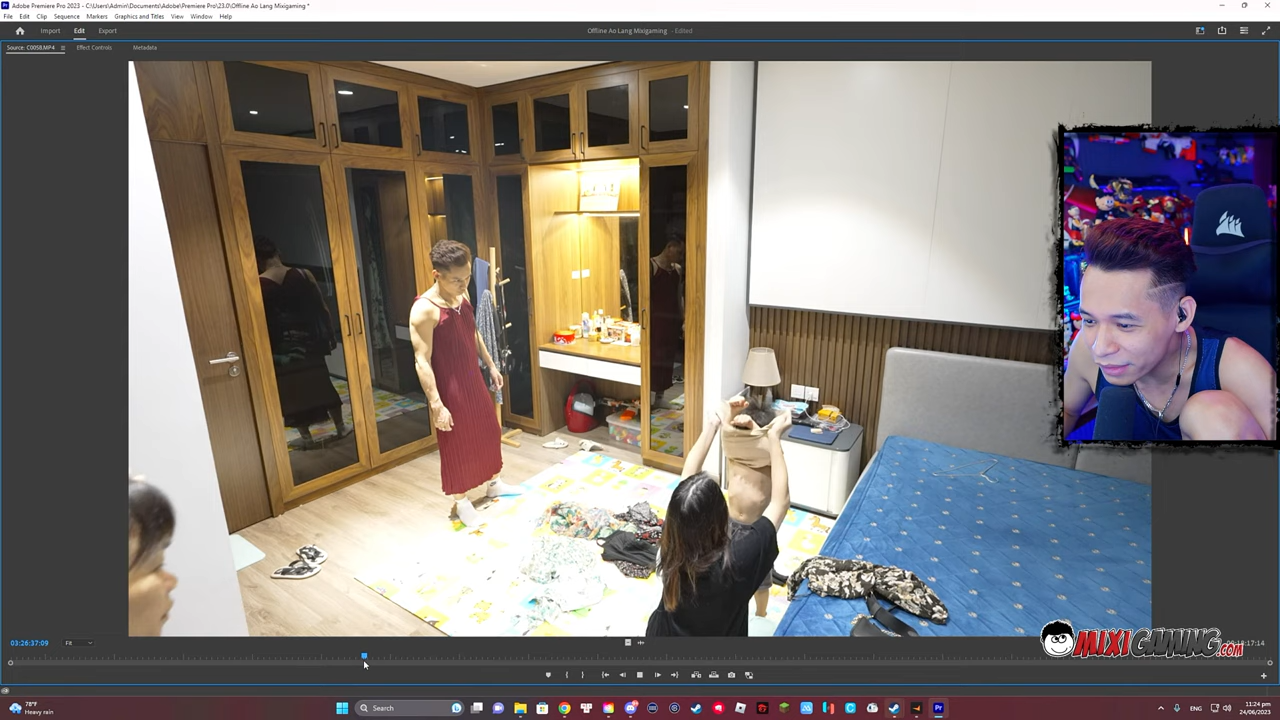 Adobe Premiere Pro 2023 - C:\Users\Admin\Documents\Adobe\Premiere Pro\23.0\Offline Ao Lang Mixigaming *
File Edit Clip Sequence Markers Graphics and Titles View Window Help
Import Edit Export
Offline Ao Lang Mixigaming - Edited
Source: C0058.MP4
Effect Controls
Metadata
03:26:37:09
Fit
17:14
MIXIGAMING.COM
78°F
Heavy rain
Search
ENG
11:24 pm
24/06/2023